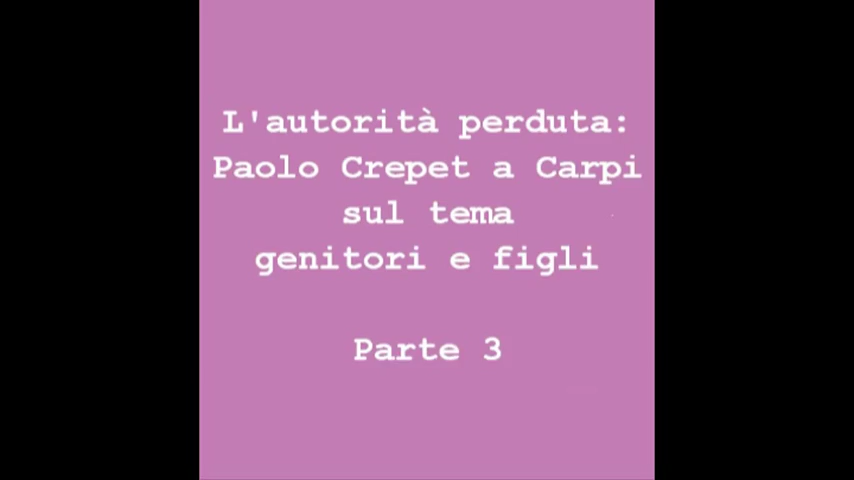 L'autorità perduta:
Paolo Crepet a Carpi
sul tema
genitori e figli
Parte 3